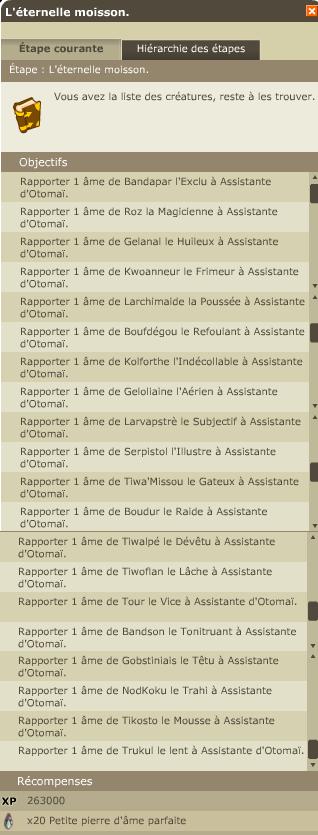 L'éternelle moisson.
Étape courante
Hiérarchie des étapes
Étape : L'éternelle moisson.
Vous avez la liste des créatures, reste à les trouver.
Objectifs
Rapporter 1 âme de Bandapar l'Exclu à Assistante
d'Otomaï.
Rapporter 1 âme de Roz la Magicienne à Assistante
d'Otomaï.
Rapporter 1 âme de Gelanal le Huileux à Assistante
d'Otomaï.
Rapporter 1 âme de Kwoanneur le Frimeur à Assistante
d'Otomaï.
Rapporter 1 âme de Larchimaide la Poussée à Assistante
d'Otomaï.
Rapporter 1 âme de Boufdégou le Refoulant à Assistante
d'Otomaï.
Rapporter 1 âme de Kolforthe l'Indécollable à Assistante
d'Otomaï.
Rapporter 1 âme de Geloliaine l'Aérien à Assistante
d'Otomaï.
Rapporter 1 âme de Larvapstrè le Subjectif à Assistante
d'Otomaï.
Rapporter 1 âme de Serpistol l'Illustre à Assistante
d'Otomaï.
Rapporter 1 âme de Tiwa'Missou le Gateux à Assistante
d'Otomaï.
Rapporter 1 âme de Boudur le Raide à Assistante
d'Otomaï.
Rapporter 1 âme de Tiwalpé le Dévêtu à Assistante
d'Otomaï.
Rapporter 1 âme de Tiwoflan le Lâche à Assistante
d'Otomaï.
Rapporter 1 âme de Tour le Vice à Assistante d'Otomaï.
Rapporter 1 âme de Bandson le Tonitruant à Assistante
d'Otomaï.
Rapporter 1 âme de Gobstiniais le Têtu à Assistante
d'Otomaï.
Rapporter 1 âme de NodKoku le Trahi à Assistante
d'Otomaï.
Rapporter 1 âme de Tikosto le Mousse à Assistante
d'Otomaï.
Rapporter 1 âme de Trukul le lent à Assistante d'Otomaï.
Récompenses
XP 263000
x20 Petite pierre d'âme parfaite